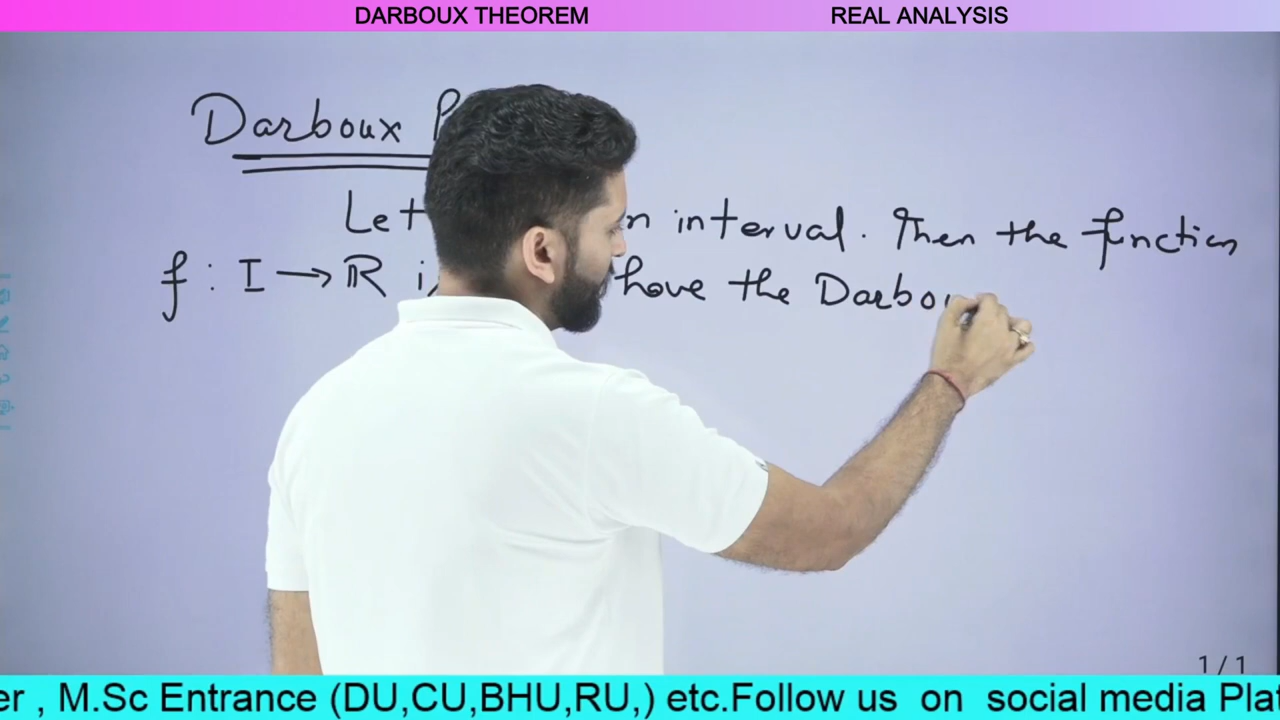 DARBOUX THEOREM REAL ANALYSIS
Darboux
Let interval. Then the function
f : I → ℝ have the Darbou
1/1
er , M.Sc Entrance (DU,CU,BHU,RU,) etc.Follow us on social media Plat